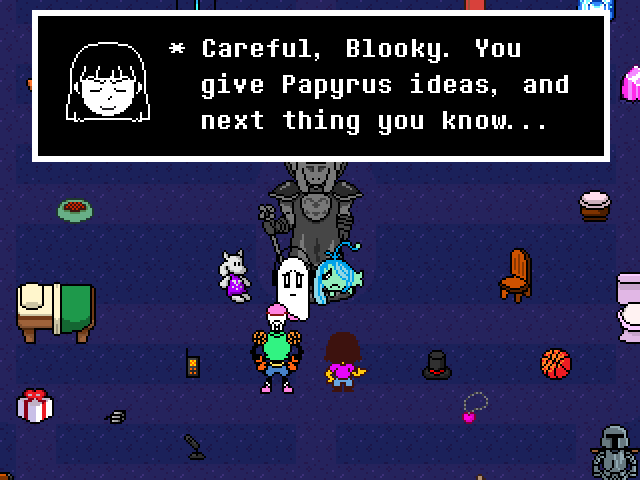 * Careful, Blooky. You
give Papyrus ideas, and
next thing you know...